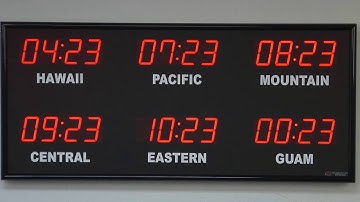 04:23 07:23 08:23
HAWAII PACIFIC MOUNTAIN
09:23 10:23 00:23
CENTRAL EASTERN GUAM